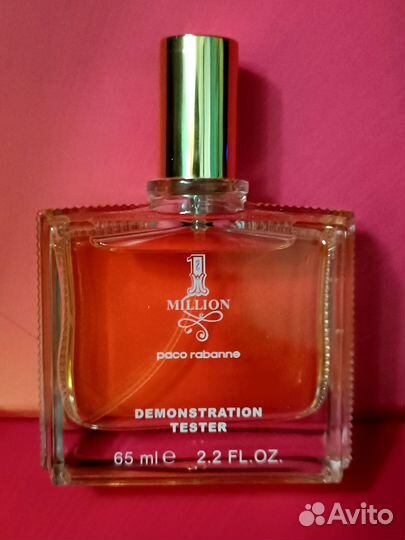 1
MILLION
paco rabanne
DEMONSTRATION
TESTER
65 ml e 2.2 FL.OZ.
Avito